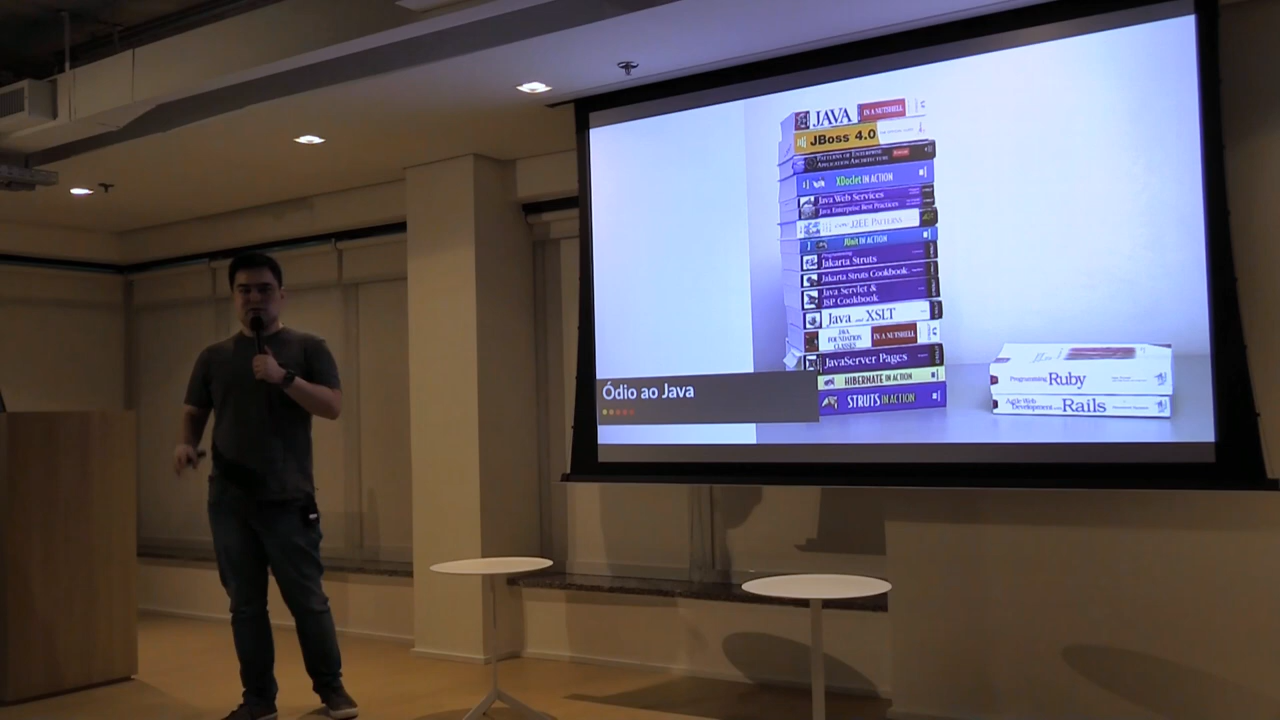 JAVA IN A NUTSHELL
JBoss 4.0
PATTERNS OF ENTERPRISE
APPLICATION ARCHITECTURE
XDoclet IN ACTION
Java Web Services
Java Enterprise Best Practices
J2EE PATTERNS
JUnit IN ACTION
Programming
Jakarta Struts
Jakarta Struts Cookbook
Java Servlet &
JSP Cookbook
Java and XSLT
JAVA
FOUNDATION
CLASSES
IN A NUTSHELL
JavaServer Pages
HIBERNATE IN ACTION
STRUTS IN ACTION
Ódio ao Java
Programming Ruby
Agile Web
Development with Rails